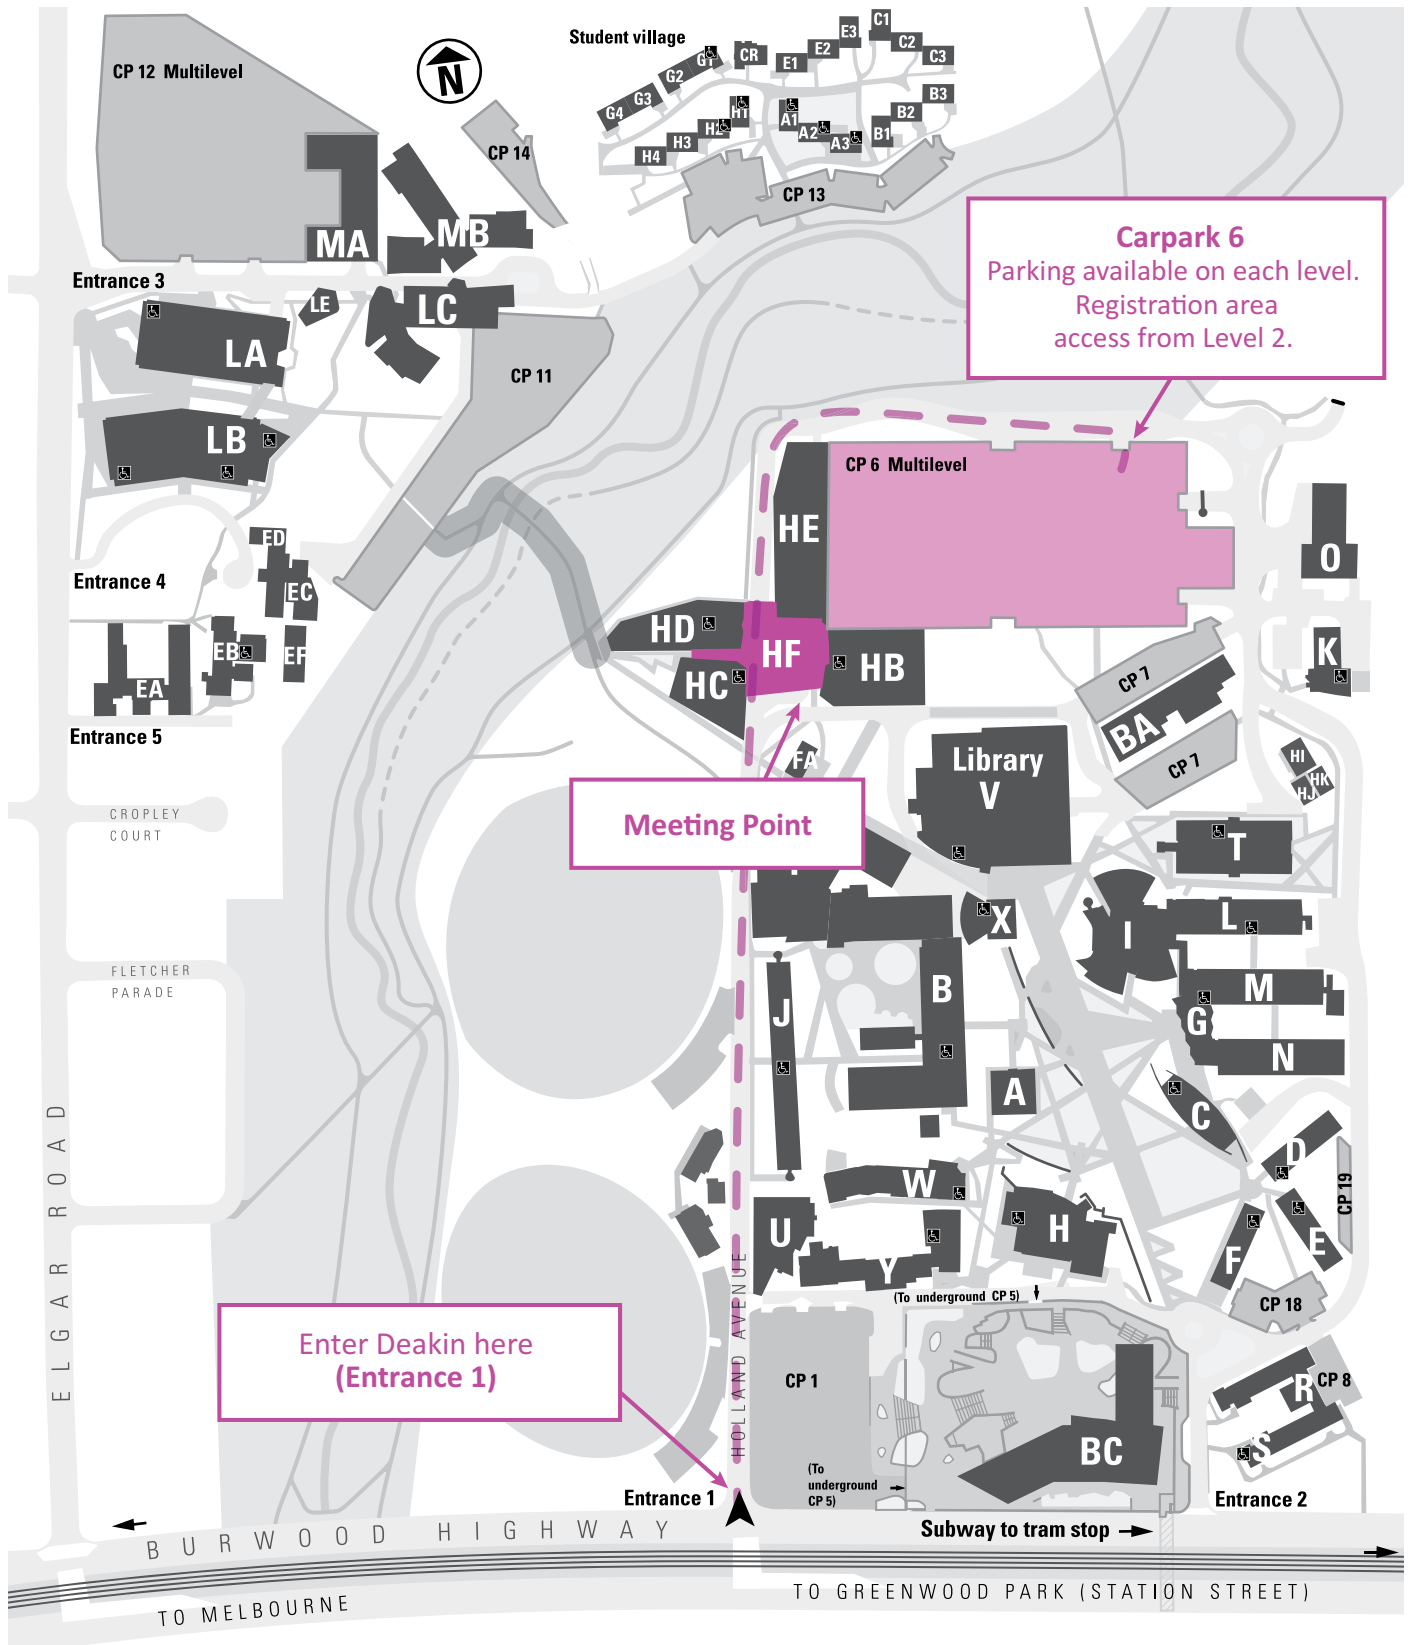 Student village
CP 12 Multilevel
N
CP 14
G1
G2
G3
G4
CR
E1
E2
E3
C1
C2
C3
B3
B2
B1
A1
A2
A3
H1
H2
H3
H4
CP 13
MA
MB
Entrance 3
LE
LC
LA
LB
CP 11
Carpark 6
Parking available on each level.
Registration area
access from Level 2.
CP 6 Multilevel
HE
O
ED
EC
Entrance 4
EB
EF
EA
Entrance 5
HD
HF
HC
HB
K
CP 7
BA
CP 7
HI
HK
HJ
FA
Library
V
Meeting Point
CROPLEY
COURT
T
X
I
L
FLETCHER
PARADE
B
J
M
G
N
A
C
D
CP 19
W
U
H
E
F
Y
ELGAR ROAD
HOLLAND AVENUE
(To underground CP 5)
CP 18
Enter Deakin here
(Entrance 1)
CP 1
R
CP 8
BC
S
(To
underground
CP 5)
Entrance 1
Entrance 2
BURWOOD HIGHWAY
Subway to tram stop
TO MELBOURNE
TO GREENWOOD PARK (STATION STREET)